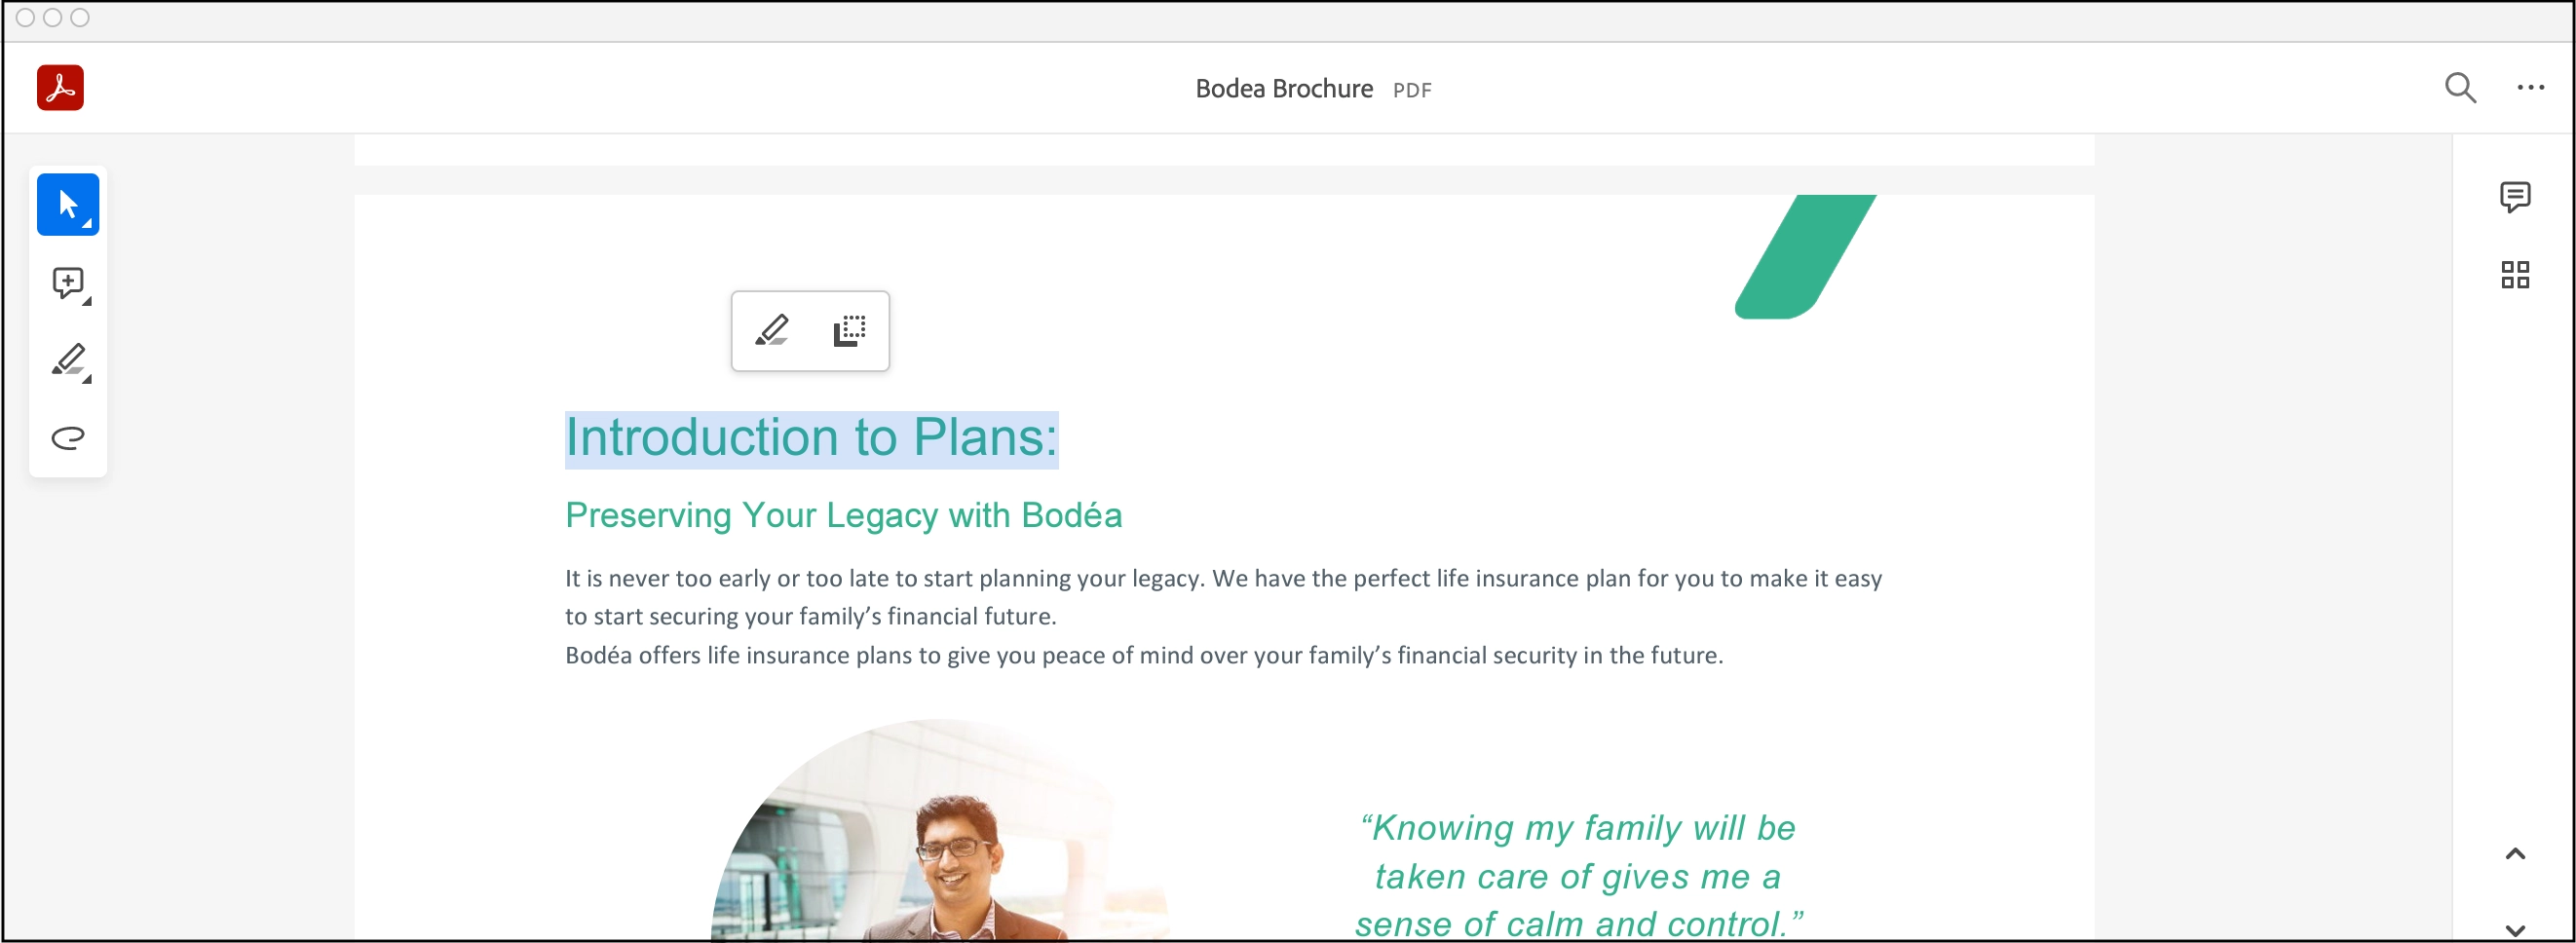 Bodea Brochure PDF
Introduction to Plans:
Preserving Your Legacy with Bodéa
It is never too early or too late to start planning your legacy. We have the perfect life insurance plan for you to make it easy
to start securing your family’s financial future.
Bodéa offers life insurance plans to give you peace of mind over your family’s financial security in the future.
“Knowing my family will be
taken care of gives me a
sense of calm and control.”